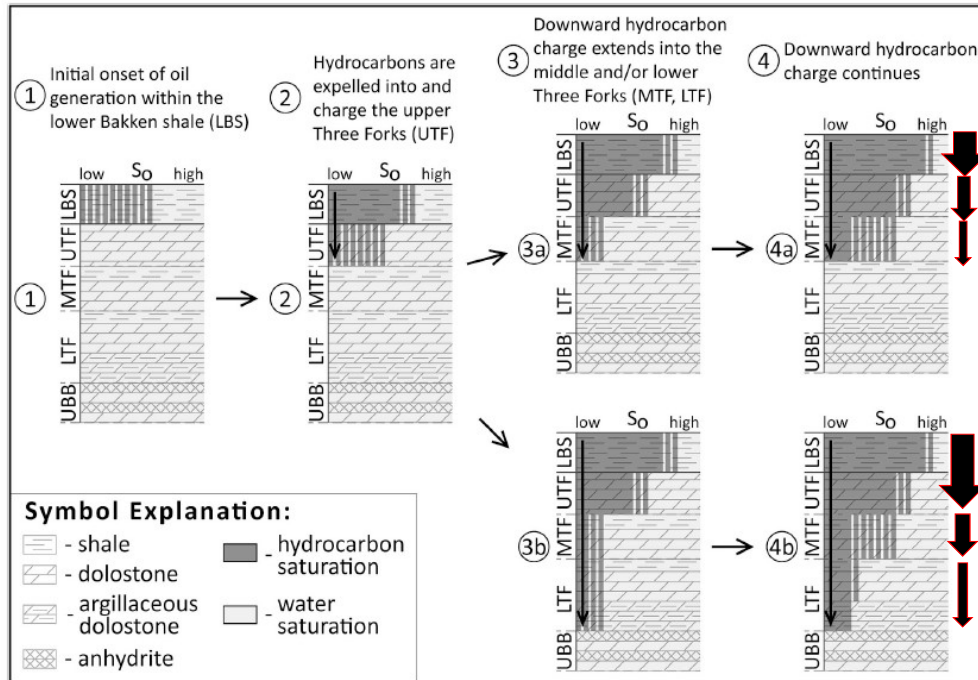 1
Initial onset of oil
generation within the
lower Bakken shale (LBS)
2
Hydrocarbons are
expelled into and
charge the upper
Three Forks (UTF)
3
Downward hydrocarbon
charge extends into the
middle and/or lower
Three Forks (MTF, LTF)
4
Downward hydrocarbon
charge continues
low So high
LBS
UTF
MTF
LTF
UBB
1
low So high
LBS
UTF
MTF
LTF
UBB
2
low So high
LBS
UTF
MTF
LTF
UBB
3a
low So high
LBS
UTF
MTF
LTF
UBB
4a
low So high
LBS
UTF
MTF
LTF
UBB
3b
low So high
LBS
UTF
MTF
LTF
UBB
4b
Symbol Explanation:
- shale
- dolostone
- argillaceous
dolostone
- anhydrite
- hydrocarbon
saturation
- water
saturation